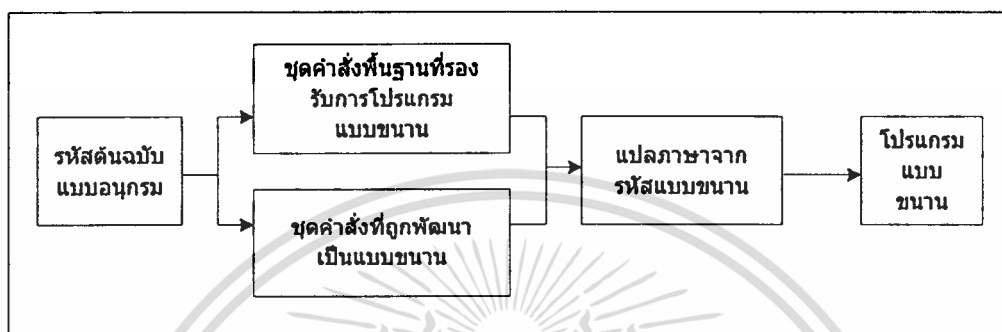 รหัสต้นฉบับ
แบบอนุกรม
ชุดคำสั่งพื้นฐานที่รอง
รับการโปรแกรม
แบบขนาน
ชุดคำสั่งที่ถูกพัฒนา
เป็นแบบขนาน
แปลภาษาจาก
รหัสแบบขนาน
โปรแกรม
แบบ
ขนาน